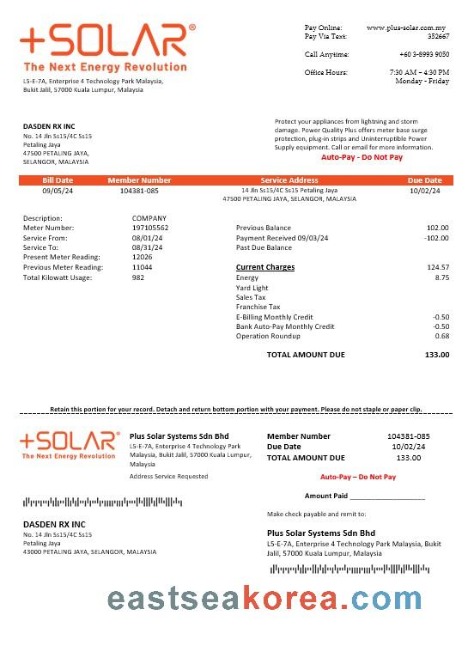 +SOLAR®
The Next Energy Revolution
L5-E-7A, Enterprise 4 Technology Park Malaysia,
Bukit Jalil, 57000 Kuala Lumpur, Malaysia
Pay Online: www.plus-solar.com.my
Pay Via Text: 352667
Call Anytime: +60 3-8993 9050
Office Hours: 7:30 AM – 4:30 PM
Monday - Friday
DASDEN RX INC
No. 14 Jln Ss15/4C Ss15
Petaling Jaya
47500 PETALING JAYA,
SELANGOR, MALAYSIA
Protect your appliances from lightning and storm
damage. Power Quality Plus offers meter base surge
protection, plug-in strips and Uninterruptible Power
Supply equipment. Call or email for more information.
Auto-Pay - Do Not Pay
Bill Date Member Number Service Address Due Date
09/05/24 104381-085 14 Jln Ss15/4C Ss15 Petaling Jaya 10/02/24
47500 PETALING JAYA, SELANGOR, MALAYSIA
Description: COMPANY
Meter Number: 197105562
Service From: 08/01/24
Service To: 08/31/24
Present Meter Reading: 12026
Previous Meter Reading: 11044
Total Kilowatt Usage: 982
Previous Balance 102.00
Payment Received 09/03/24 -102.00
Past Due Balance
Current Charges 124.57
Energy 8.75
Yard Light
Sales Tax
Franchise Tax
E-Billing Monthly Credit -0.50
Bank Auto-Pay Monthly Credit -0.50
Operation Roundup 0.68
TOTAL AMOUNT DUE 133.00
Retain this portion for your record. Detach and return bottom portion with your payment. Please do not staple or paper clip.
+SOLAR®
The Next Energy Revolution
Plus Solar Systems Sdn Bhd
L5-E-7A, Enterprise 4 Technology Park
Malaysia, Bukit Jalil, 57000 Kuala Lumpur,
Malaysia
Address Service Requested
Member Number 104381-085
Due Date 10/02/24
TOTAL AMOUNT DUE 133.00
Auto-Pay – Do Not Pay
Amount Paid ____________________
DASDEN RX INC
No. 14 Jln Ss15/4C Ss15
Petaling Jaya
43000 PETALING JAYA, SELANGOR, MALAYSIA
Make check payable and remit to:
Plus Solar Systems Sdn Bhd
L5-E-7A, Enterprise 4 Technology Park Malaysia, Bukit
Jalil, 57000 Kuala Lumpur, Malaysia
eastseakorea.com